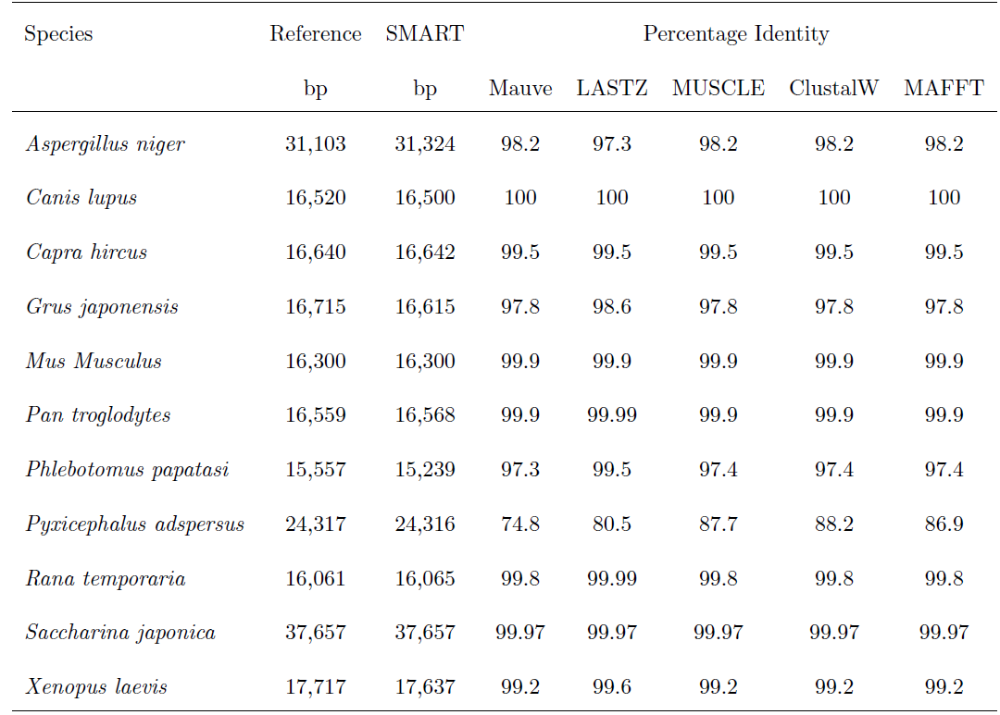 Species Reference SMART Percentage Identity
bp bp Mauve LASTZ MUSCLE ClustalW MAFFT
Aspergillus niger 31,103 31,324 98.2 97.3 98.2 98.2 98.2
Canis lupus 16,520 16,500 100 100 100 100 100
Capra hircus 16,640 16,642 99.5 99.5 99.5 99.5 99.5
Grus japonensis 16,715 16,615 97.8 98.6 97.8 97.8 97.8
Mus Musculus 16,300 16,300 99.9 99.9 99.9 99.9 99.9
Pan troglodytes 16,559 16,568 99.9 99.99 99.9 99.9 99.9
Phlebotomus papatasi 15,557 15,239 97.3 99.5 97.4 97.4 97.4
Pyxicephalus adspersus 24,317 24,316 74.8 80.5 87.7 88.2 86.9
Rana temporaria 16,061 16,065 99.8 99.99 99.8 99.8 99.8
Saccharina japonica 37,657 37,657 99.97 99.97 99.97 99.97 99.97
Xenopus laevis 17,717 17,637 99.2 99.6 99.2 99.2 99.2